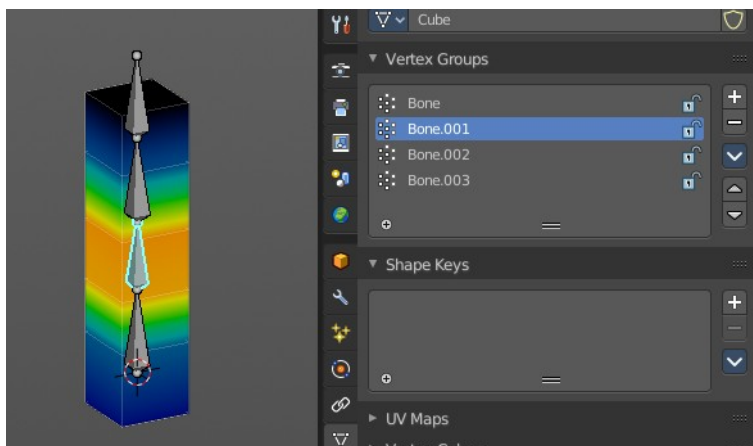 Cube
Vertex Groups
Bone
Bone.001
Bone.002
Bone.003
Shape Keys
UV Maps